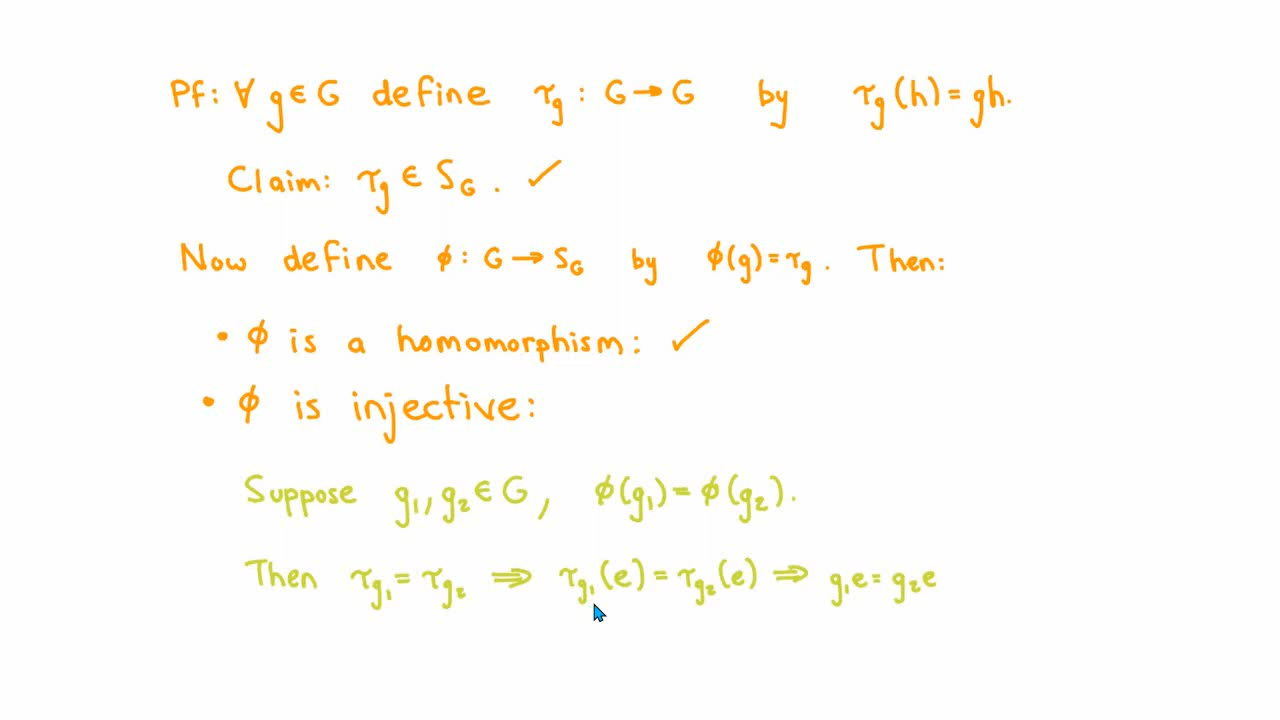 Pf: ∀ g ∈ G define τ_g : G → G by τ_g(h) = gh.
Claim: τ_g ∈ S_G. ✓
Now define ϕ: G → S_G by ϕ(g) = τ_g. Then:
• ϕ is a homomorphism: ✓
• ϕ is injective:
Suppose g₁, g₂ ∈ G, ϕ(g₁) = ϕ(g₂).
Then τ_g₁ = τ_g₂ ⇒ τ_g₁(e) = τ_g₂(e) ⇒ g₁e = g₂e